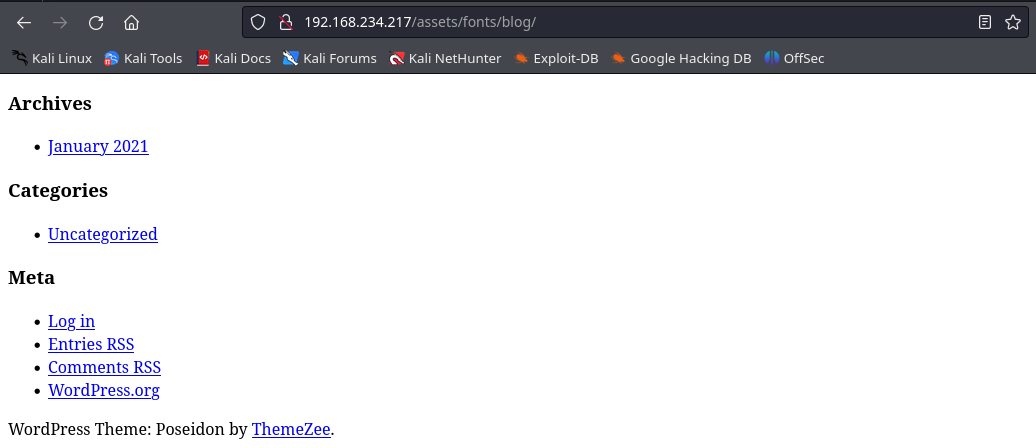 192.168.234.217/assets/fonts/blog/
Kali Linux Kali Tools Kali Docs Kali Forums Kali NetHunter Exploit-DB Google Hacking DB OffSec
Archives
January 2021
Categories
Uncategorized
Meta
Log in
Entries RSS
Comments RSS
WordPress.org
WordPress Theme: Poseidon by ThemeZee.